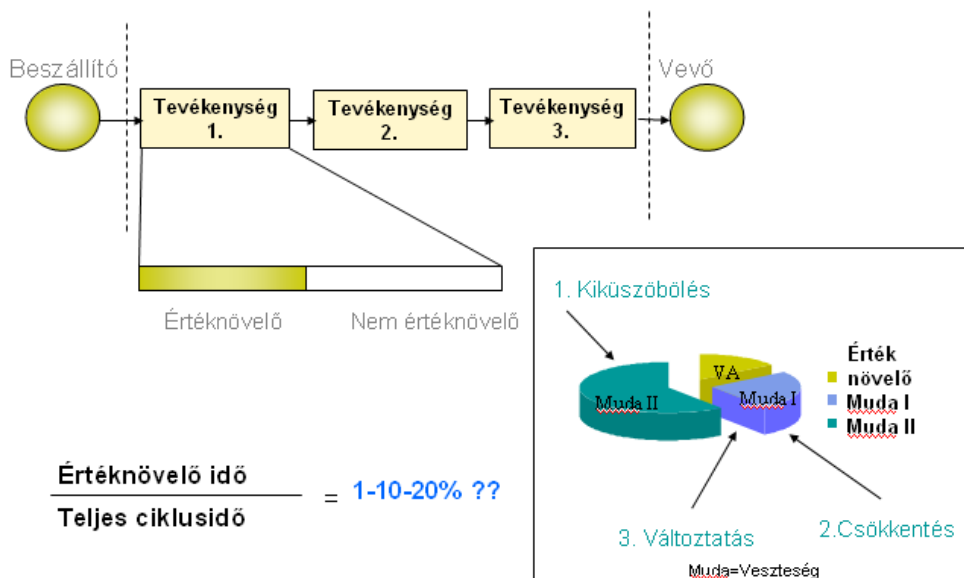 Beszállító
Vevő
Tevékenység
1.
Tevékenység
2.
Tevékenység
3.
Értéknövelő
Nem értéknövelő
Értéknövelő idő
Teljes ciklusidő
= 1-10-20% ??
1. Kiküszöbölés
VA
Muda I
Muda II
Érték
növelő
Muda I
Muda II
3. Változtatás
2.Csökkentés
Muda=Veszteség